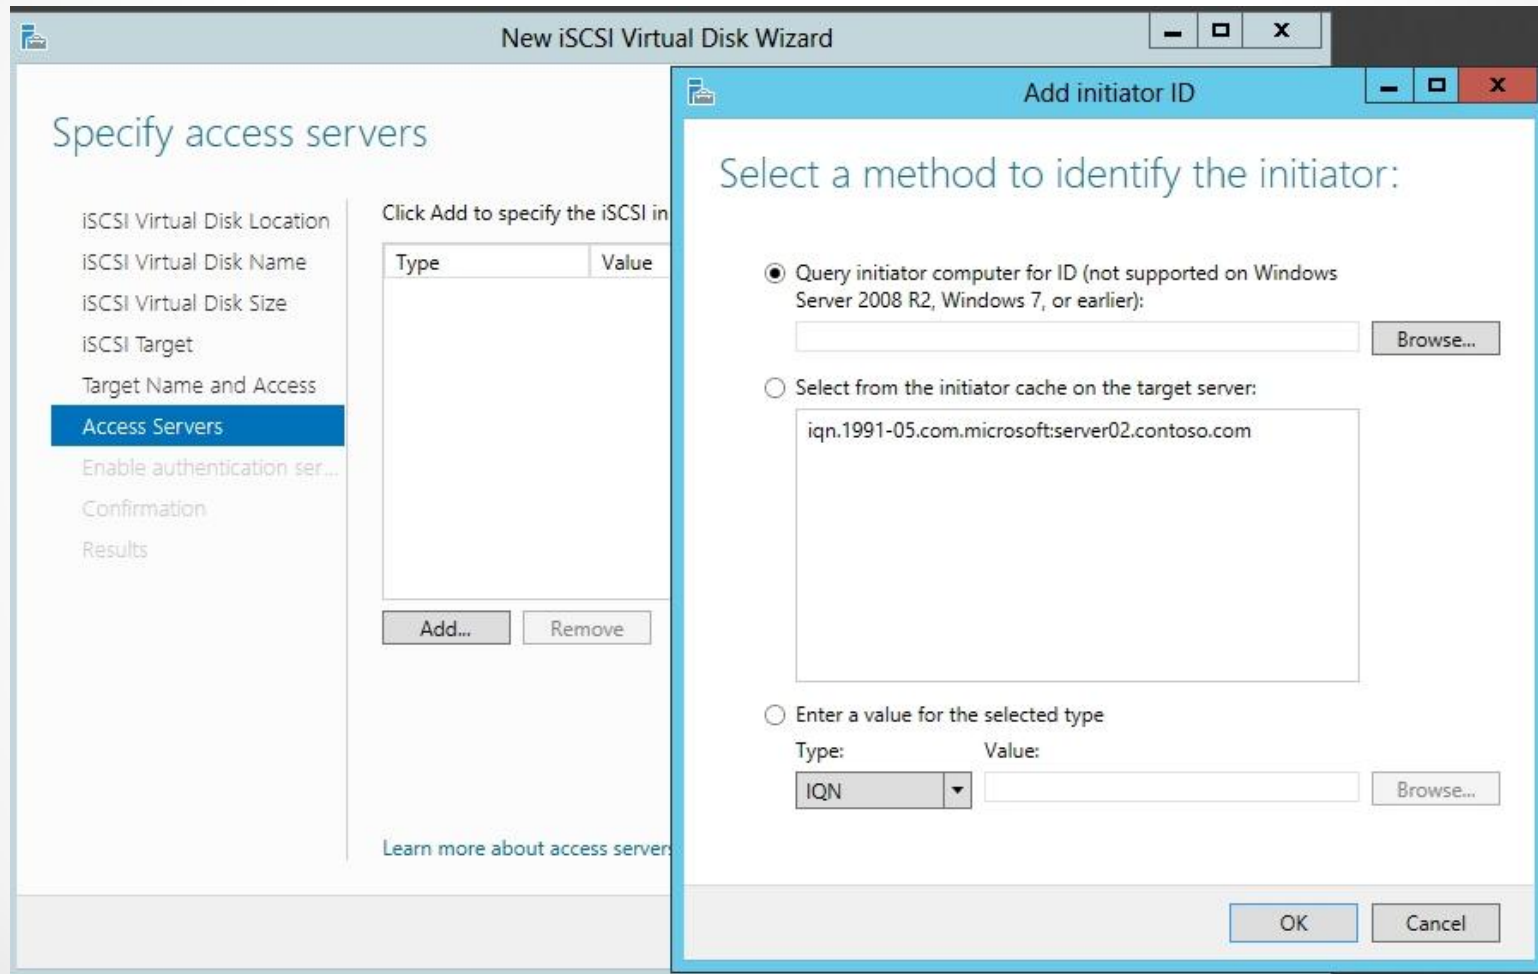 New iSCSI Virtual Disk Wizard
Specify access servers
iSCSI Virtual Disk Location
iSCSI Virtual Disk Name
iSCSI Virtual Disk Size
iSCSI Target
Target Name and Access
Access Servers
Enable authentication ser...
Confirmation
Results
Click Add to specify the iSCSI in
Type Value
Add... Remove
Learn more about access servers
Add initiator ID
Select a method to identify the initiator:
Query initiator computer for ID (not supported on Windows
Server 2008 R2, Windows 7, or earlier):
Browse...
Select from the initiator cache on the target server:
iqn.1991-05.com.microsoft:server02.contoso.com
Enter a value for the selected type
Type: Value:
IQN Browse...
OK Cancel